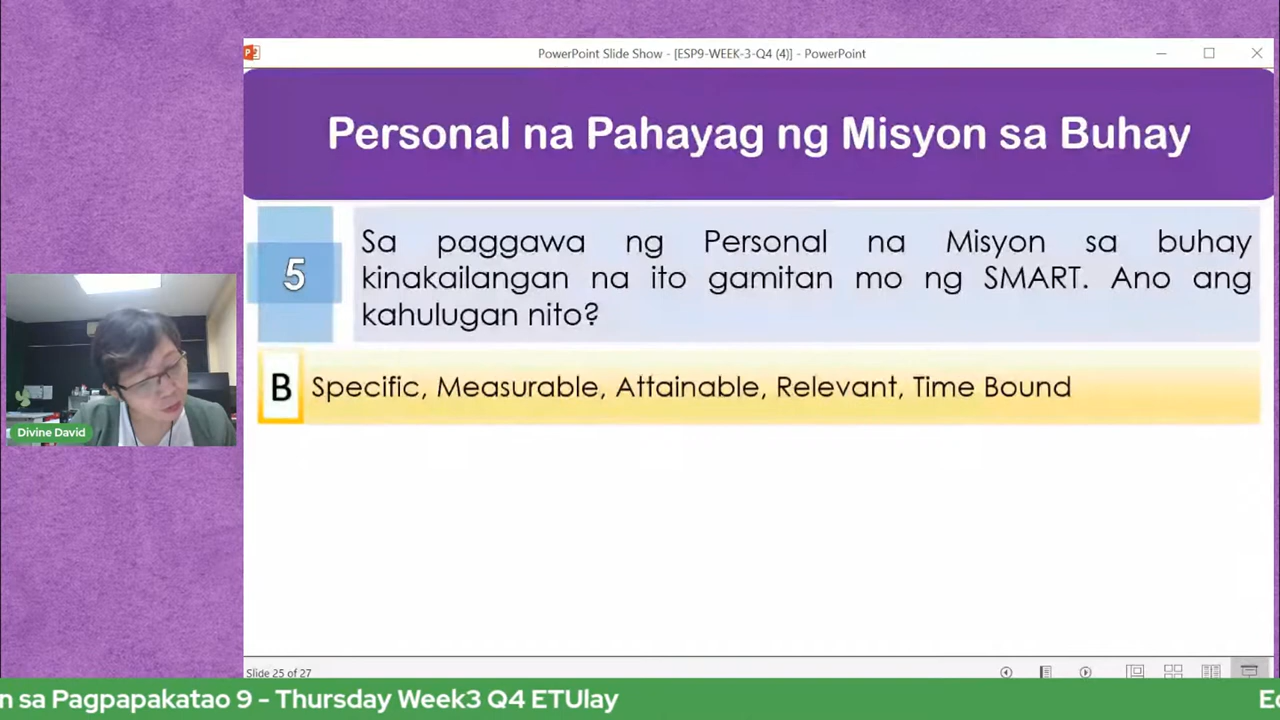 PowerPoint Slide Show - [ESP9-WEEK-3-Q4 (4)] - PowerPoint
Personal na Pahayag ng Misyon sa Buhay
5
Sa paggawa ng Personal na Misyon sa buhay
kinakailangan na ito gamitan mo ng SMART. Ano ang
kahulugan nito?
B Specific, Measurable, Attainable, Relevant, Time Bound
Divine David
Slide 25 of 27
n sa Pagpapakatao 9 - Thursday Week3 Q4 ETUlay
Ed